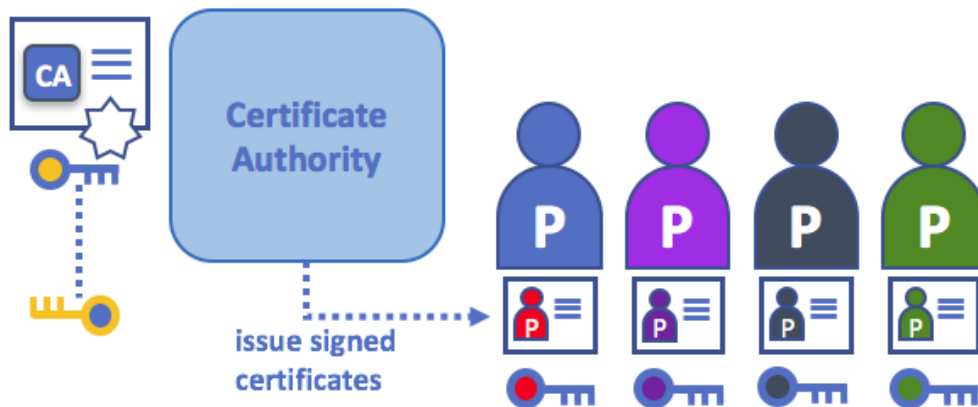 CA
Certificate
Authority
P P P P
issue signed
certificates
P P P P